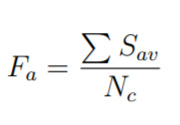 F_a = \frac{\sum S_{av}}{N_c}